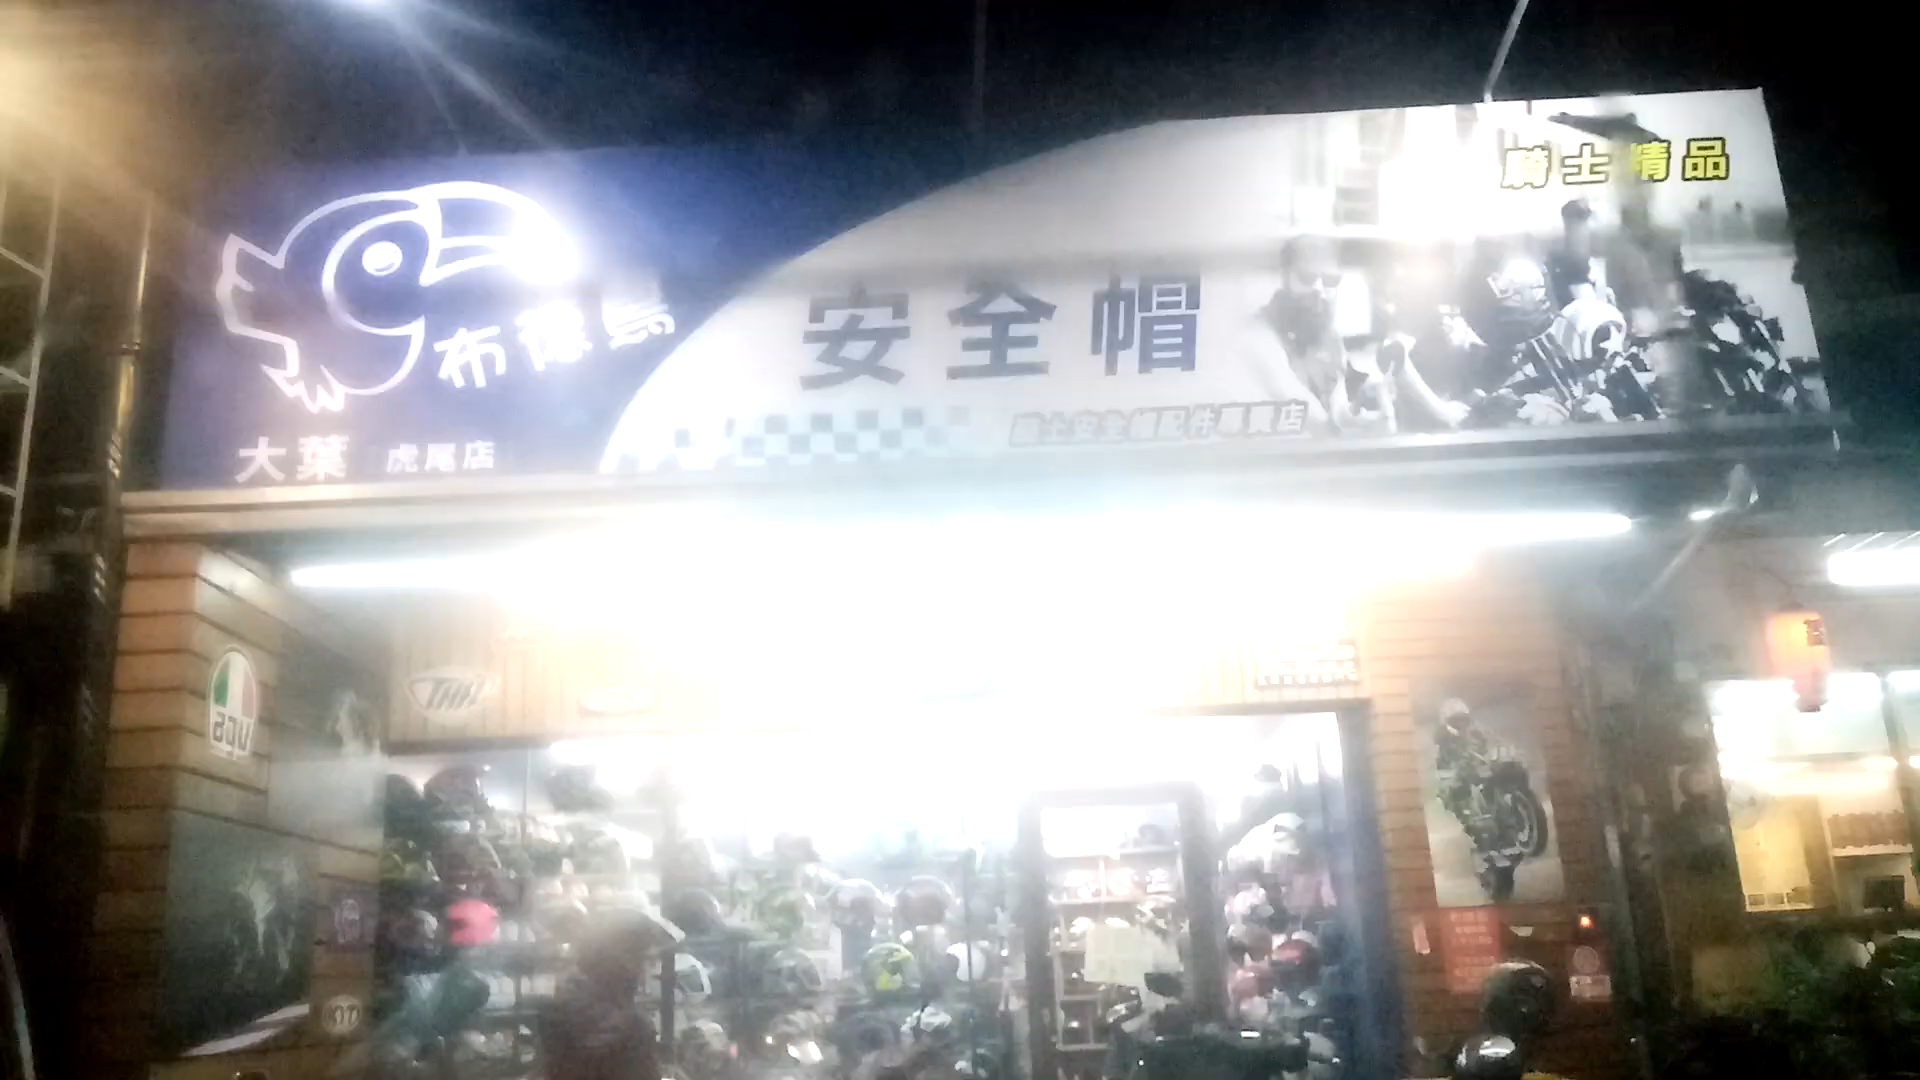 騎士精品
布穀鳥
安全帽
騎士安全帽配件專賣店
大葉 虎尾店
agv
THH